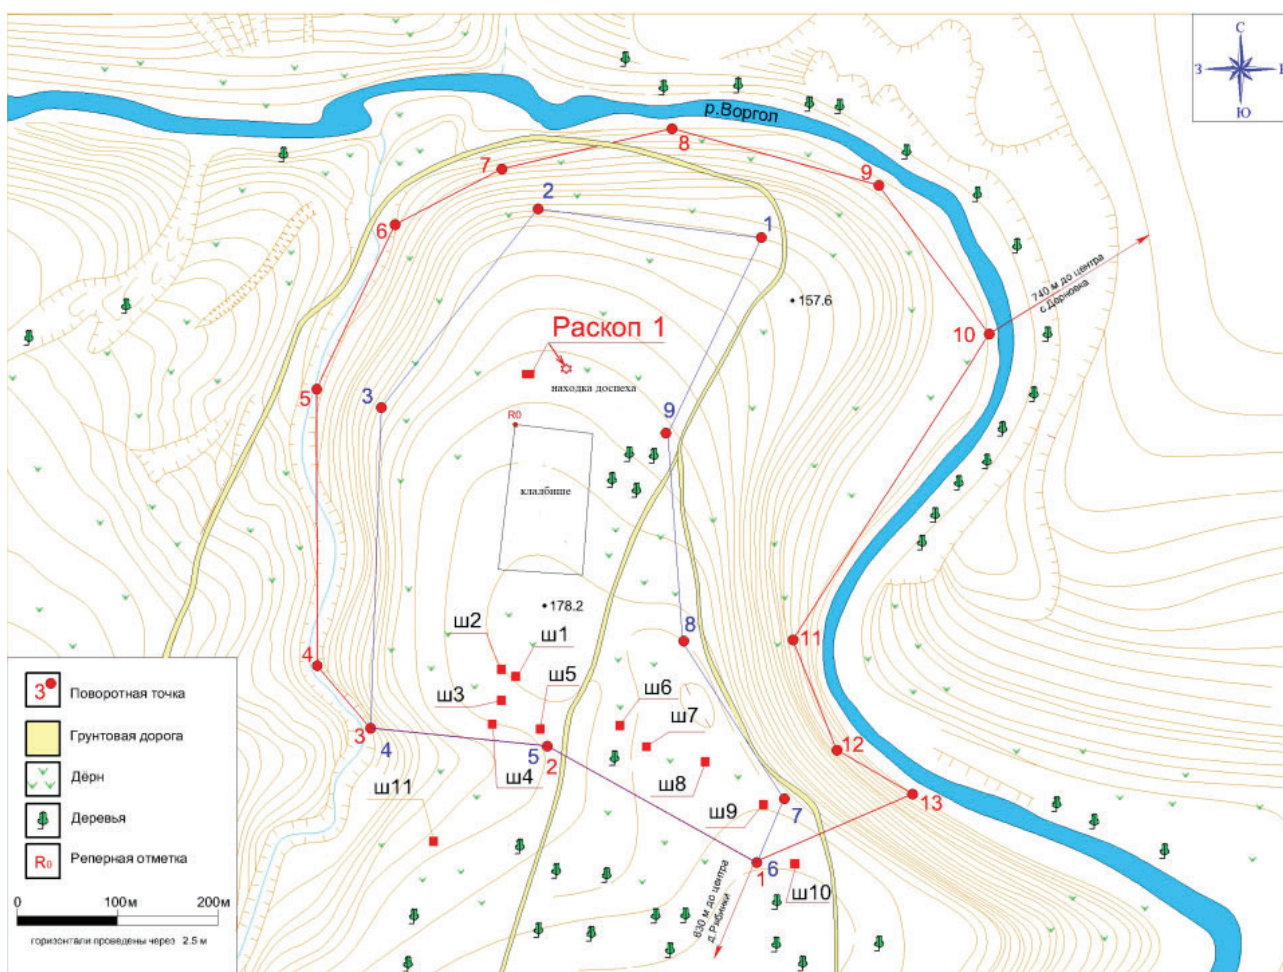 С
З
В
Ю
р.Воргол
8
7
9
2
6
1
740 м до центра
с.Дерновка
157.6
10
Раскоп 1
5
находка доспеха
3
9
R0
клалбише
178.2
ш2
8
11
ш1
4
ш5
ш3
ш6
3
4
ш7
5
2
12
ш4
ш8
13
ш11
ш9
7
6
1
ш10
630 м до центра
д.Рябинки
3
Поворотная точка
Грунтовая дорога
Дёрн
Деревья
R0
Реперная отметка
0
100м
200м
горизонтали проведены через 2.5 м